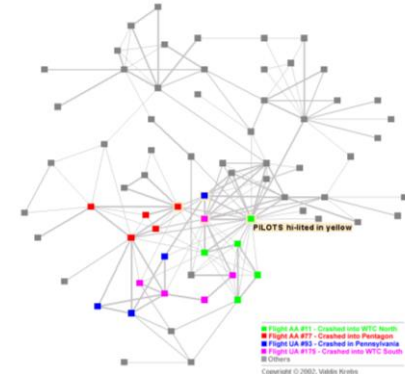 PILOTS hi-lited in yellow
Flight AA #11 - Crashed into WTC North
Flight AA #77 - Crashed into Pentagon
Flight UA #93 - Crashed in Pennsylvania
Flight UA #175 - Crashed into WTC South
Others
Copyright © 2002, Valdis Krebs